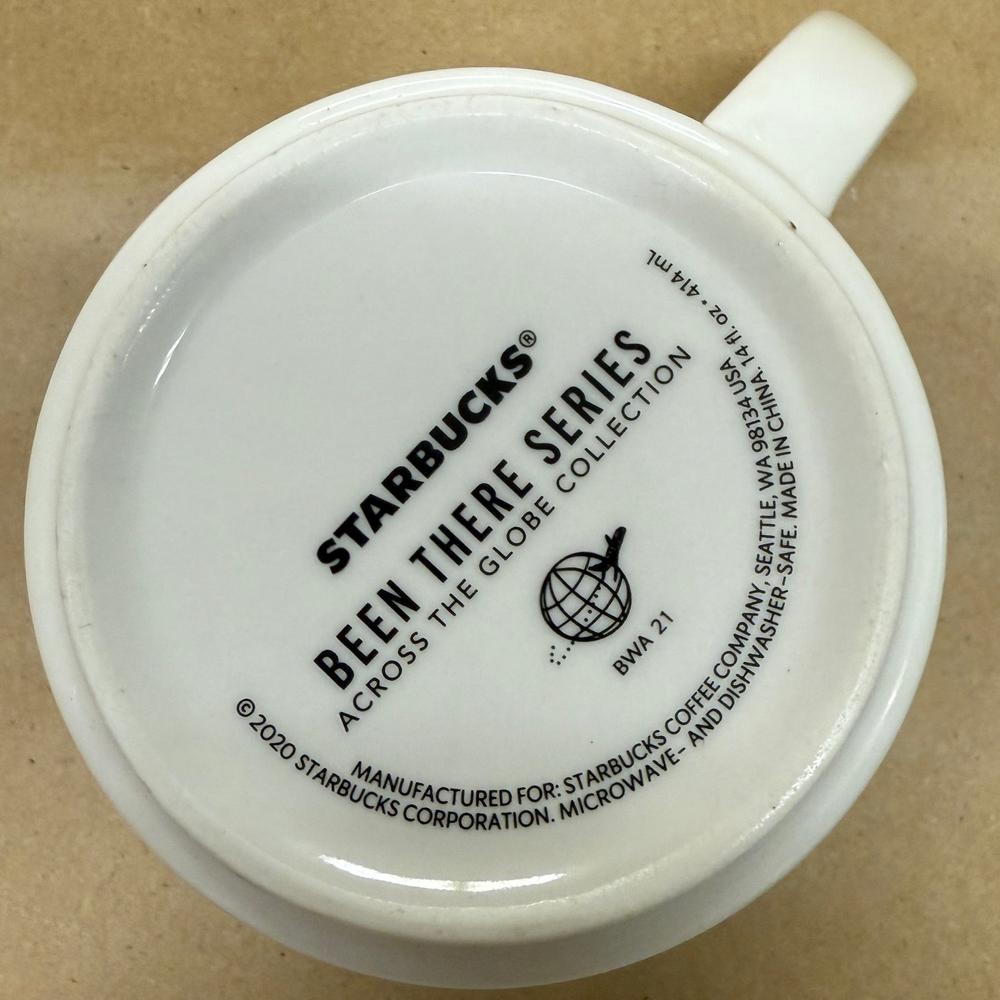 STARBUCKS®
BEEN THERE SERIES
ACROSS THE GLOBE COLLECTION
BWA 21
MANUFACTURED FOR: STARBUCKS COFFEE COMPANY, SEATTLE, WA 98134 USA
©2020 STARBUCKS CORPORATION. MICROWAVE- AND DISHWASHER-SAFE. MADE IN CHINA. 14 fl. oz • 414 mL